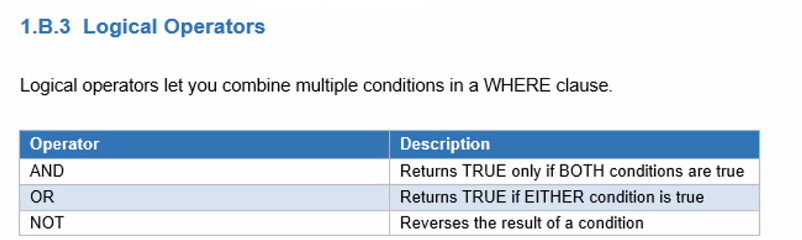 1.B.3 Logical Operators
Logical operators let you combine multiple conditions in a WHERE clause.
Operator Description
AND Returns TRUE only if BOTH conditions are true
OR Returns TRUE if EITHER condition is true
NOT Reverses the result of a condition